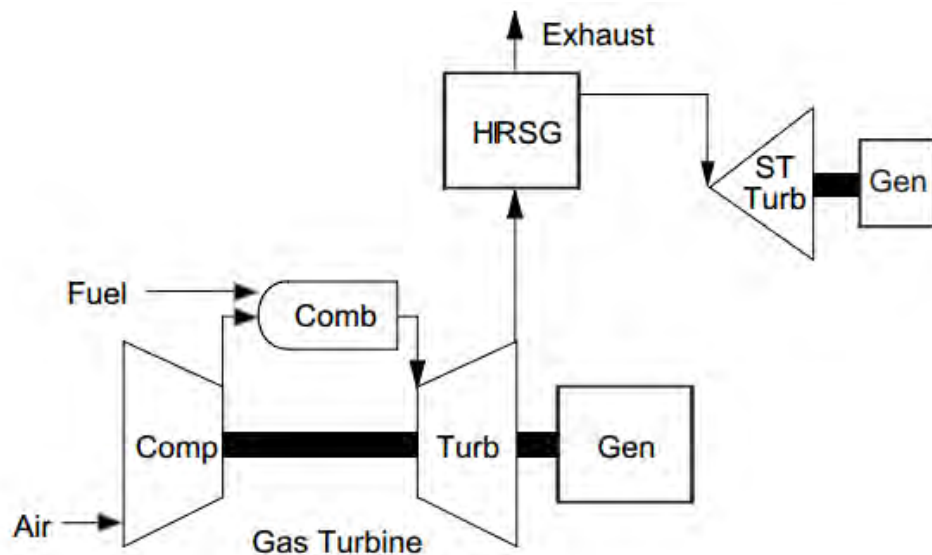 Exhaust
HRSG
ST
Turb
Gen
Fuel
Comb
Comp
Turb
Gen
Air
Gas Turbine